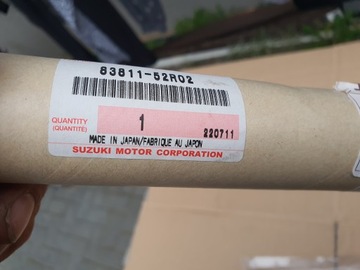 83811-52R02
QUANTITY
(QUANTITE)
1
220711
MADE IN JAPAN/FABRIQUE AU JAPON
SUZUKI MOTOR CORPORATION